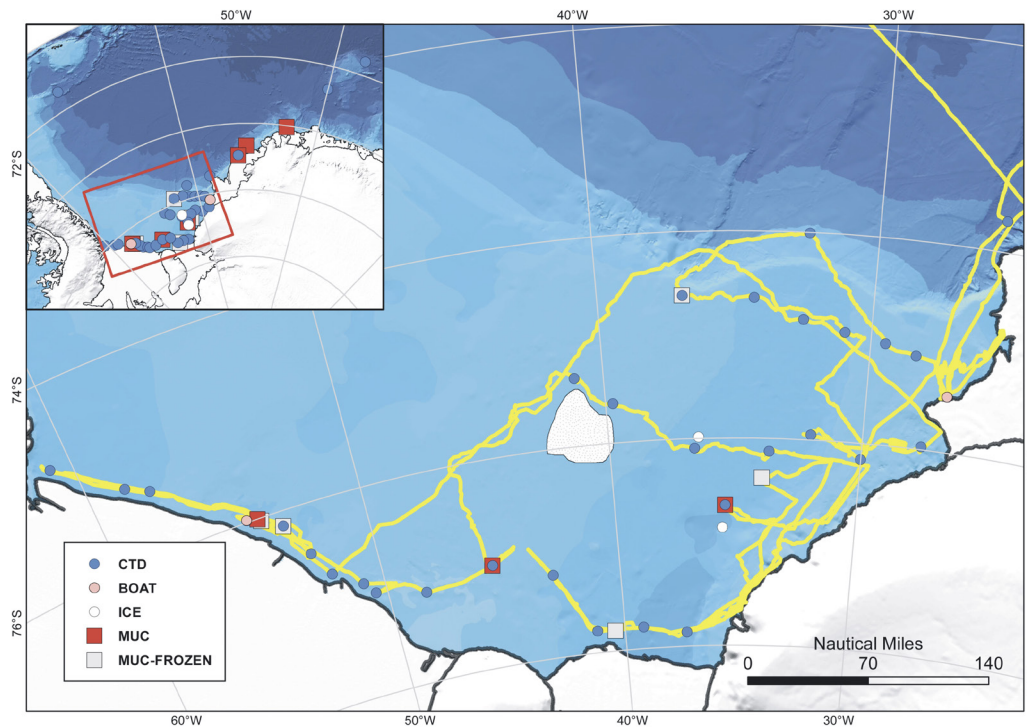 50°W
40°W
30°W
72°S
74°S
76°S
CTD
BOAT
ICE
MUC
MUC-FROZEN
Nautical Miles
0 70 140
60°W
50°W
40°W
30°W